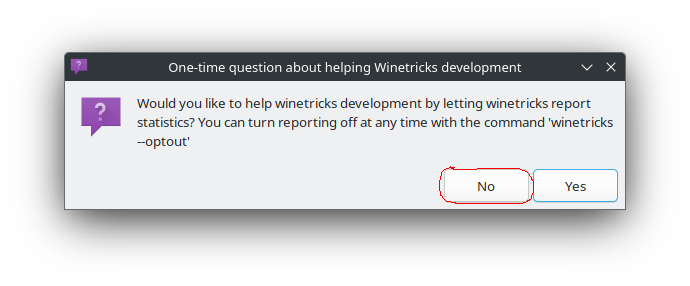 One-time question about helping Winetricks development
Would you like to help winetricks development by letting winetricks report
statistics? You can turn reporting off at any time with the command 'winetricks
--optout'
No
Yes